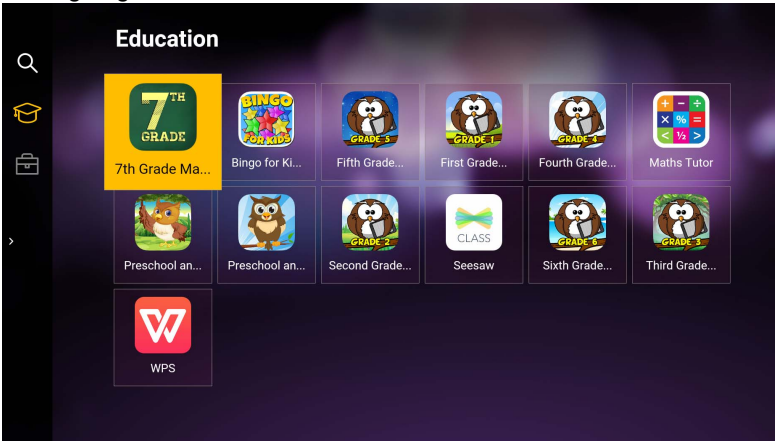 Education
7TH
GRADE
BINGO
FOR KIDS
GRADE 5
GRADE 1
GRADE 4
+ - ÷
x % =
< ½ >
7th Grade Ma...
Bingo for Ki...
Fifth Grade...
First Grade...
Fourth Grade...
Maths Tutor
GRADE 2
CLASS
GRADE 6
GRADE 3
Preschool an...
Preschool an...
Second Grade...
Seesaw
Sixth Grade...
Third Grade...
W
WPS